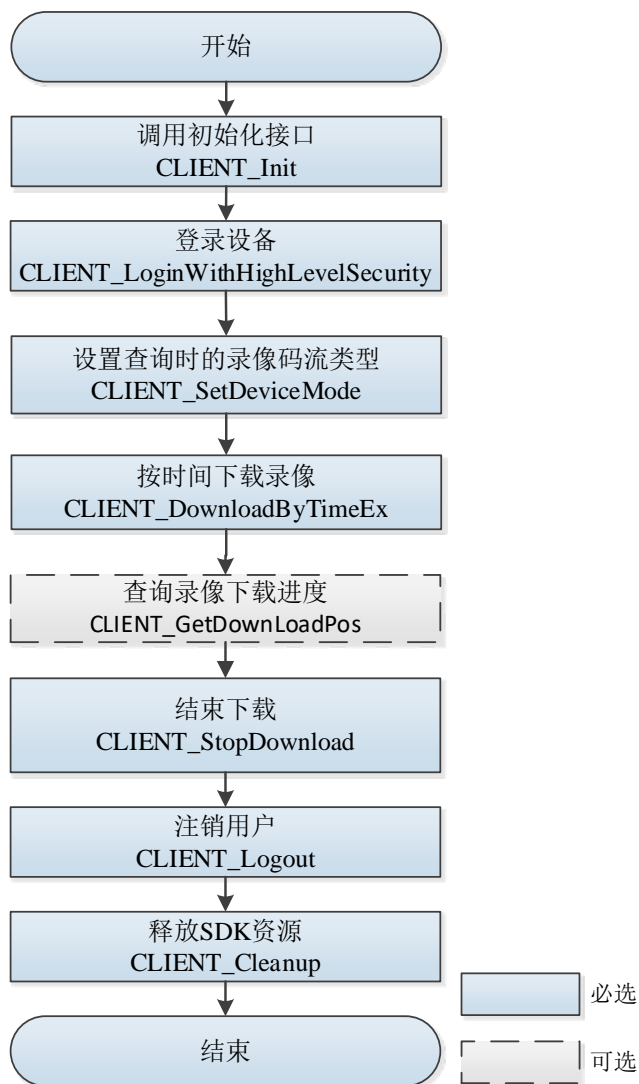 开始
调用初始化接口
CLIENT_Init
登录设备
CLIENT_LoginWithHighLevelSecurity
设置查询时的录像码流类型
CLIENT_SetDeviceMode
按时间下载录像
CLIENT_DownloadByTimeEx
查询录像下载进度
CLIENT_GetDownLoadPos
结束下载
CLIENT_StopDownload
注销用户
CLIENT_Logout
释放SDK资源
CLIENT_Cleanup
结束
必选
可选